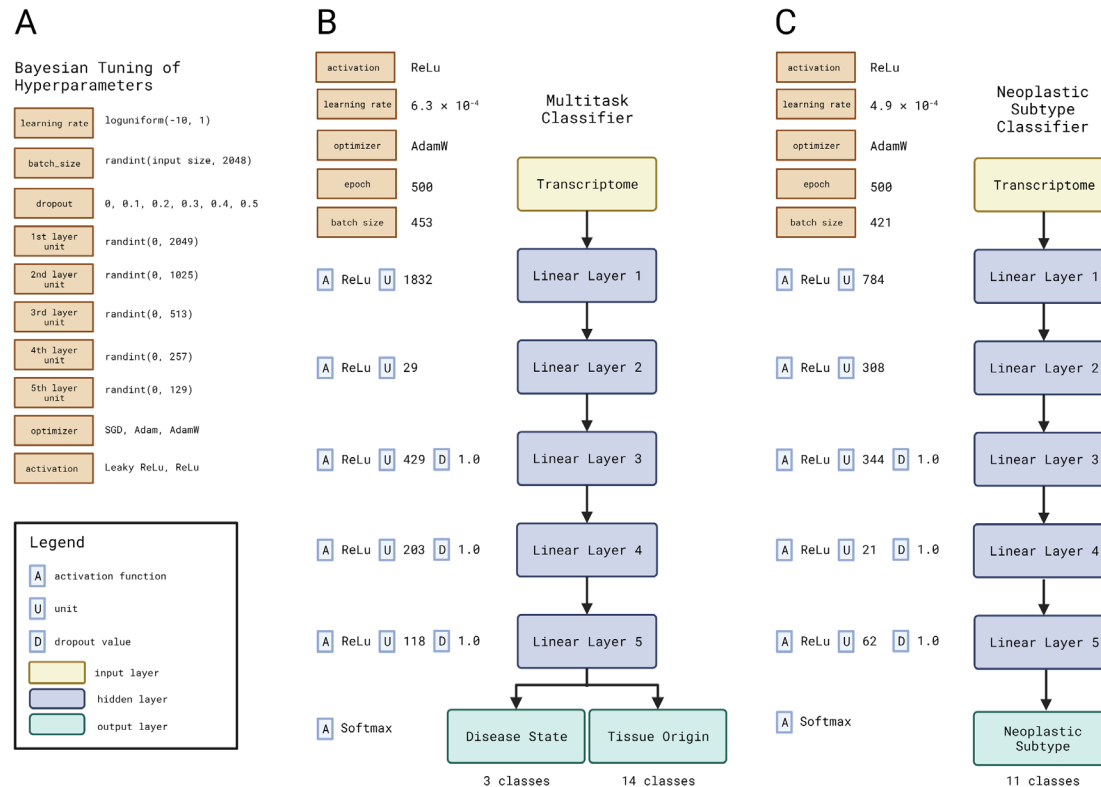 A
Bayesian Tuning of
Hyperparameters
learning rate loguniform(-10, 1)
batch_size randint(input size, 2048)
dropout 0, 0.1, 0.2, 0.3, 0.4, 0.5
1st layer
unit
randint(0, 2049)
2nd layer
unit
randint(0, 1025)
3rd layer
unit
randint(0, 513)
4th layer
unit
randint(0, 257)
5th layer
unit
randint(0, 129)
optimizer SGD, Adam, AdamW
activation Leaky ReLu, ReLu
Legend
A activation function
U unit
D dropout value
input layer
hidden layer
output layer
B
activation ReLu
learning rate 6.3 × 10⁻⁴
optimizer AdamW
epoch 500
batch size 453
Multitask
Classifier
Transcriptome
A ReLu U 1832 Linear Layer 1
A ReLu U 29 Linear Layer 2
A ReLu U 429 D 1.0 Linear Layer 3
A ReLu U 203 D 1.0 Linear Layer 4
A ReLu U 118 D 1.0 Linear Layer 5
A Softmax Disease State Tissue Origin
3 classes 14 classes
C
activation ReLu
learning rate 4.9 × 10⁻⁴
optimizer AdamW
epoch 500
batch size 421
Neoplastic
Subtype
Classifier
Transcriptome
A ReLu U 784 Linear Layer 1
A ReLu U 308 Linear Layer 2
A ReLu U 344 D 1.0 Linear Layer 3
A ReLu U 21 D 1.0 Linear Layer 4
A ReLu U 62 D 1.0 Linear Layer 5
A Softmax
Neoplastic
Subtype
11 classes